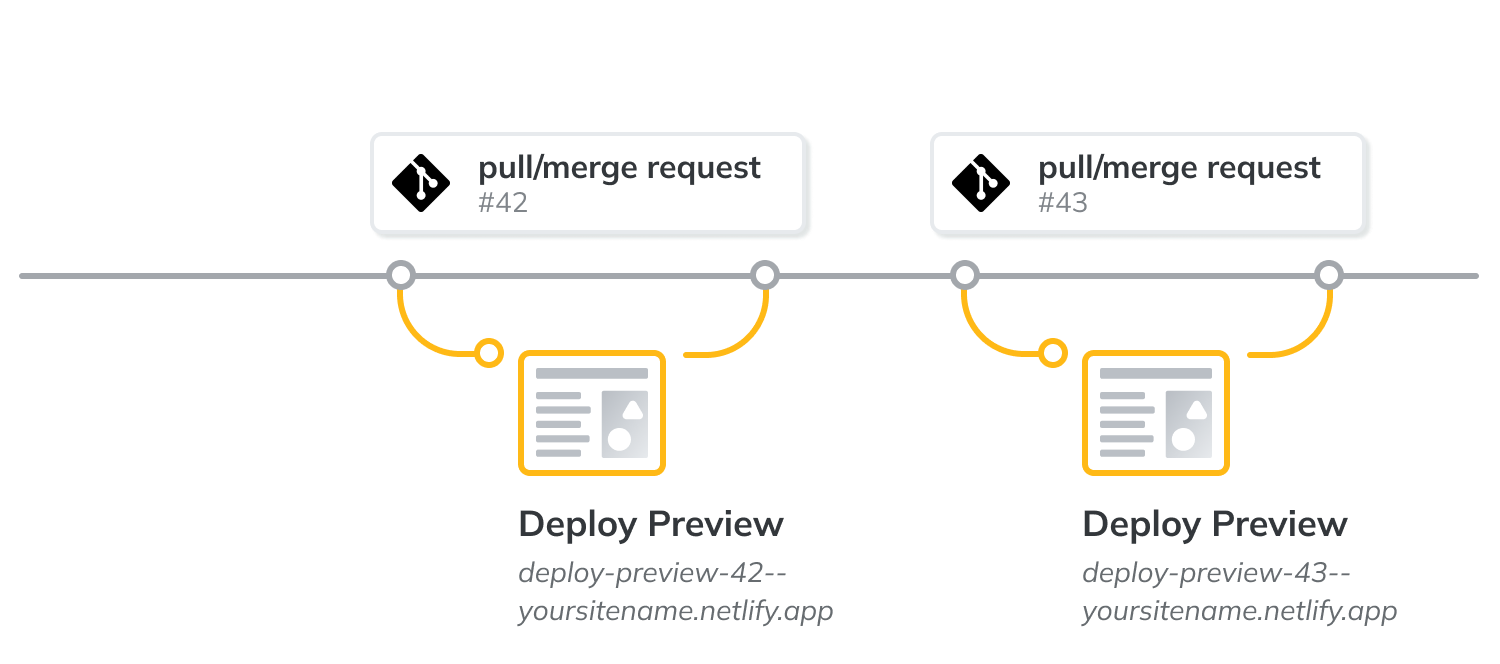 pull/merge request
#42
pull/merge request
#43
Deploy Preview
deploy-preview-42--
yoursitename.netlify.app
Deploy Preview
deploy-preview-43--
yoursitename.netlify.app